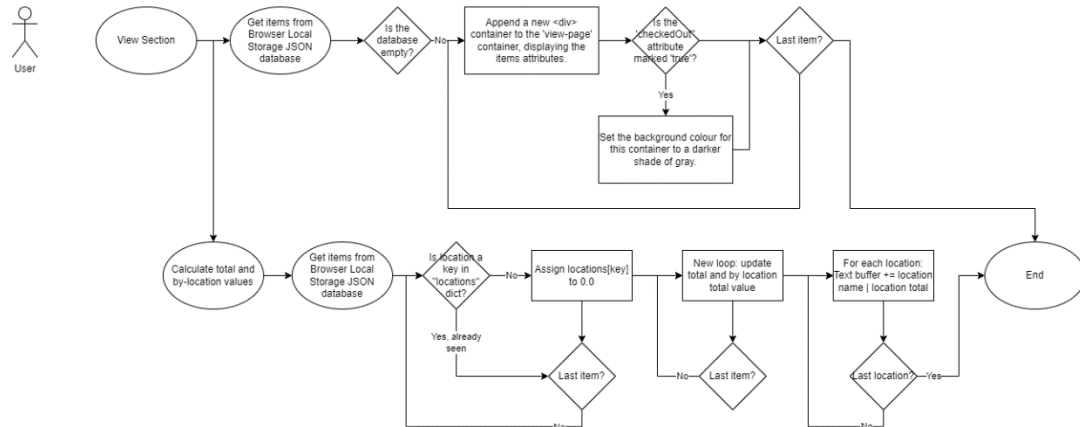 User
View Section
Get items from
Browser Local
Storage JSON
database
Is the
database
empty?
No
Append a new <div>
container to the 'view-page'
container, displaying the
items attributes.
Is the
'checkedOut"
attribute
marked 'true'?
Yes
Set the background colour for
this container to a darker
shade of gray.
Last item?
Calculate total and
by-location values
Get items from
Browser Local
Storage JSON
database
Is location a
key in
"locations"
dict?
No
Yes, already
seen
Assign locations[key]
to 0.0
Last item?
No
New loop: update
total and by location
total value
Last item?
No
For each location:
Text buffer += location
name | location total
Last location?
Yes
No
End